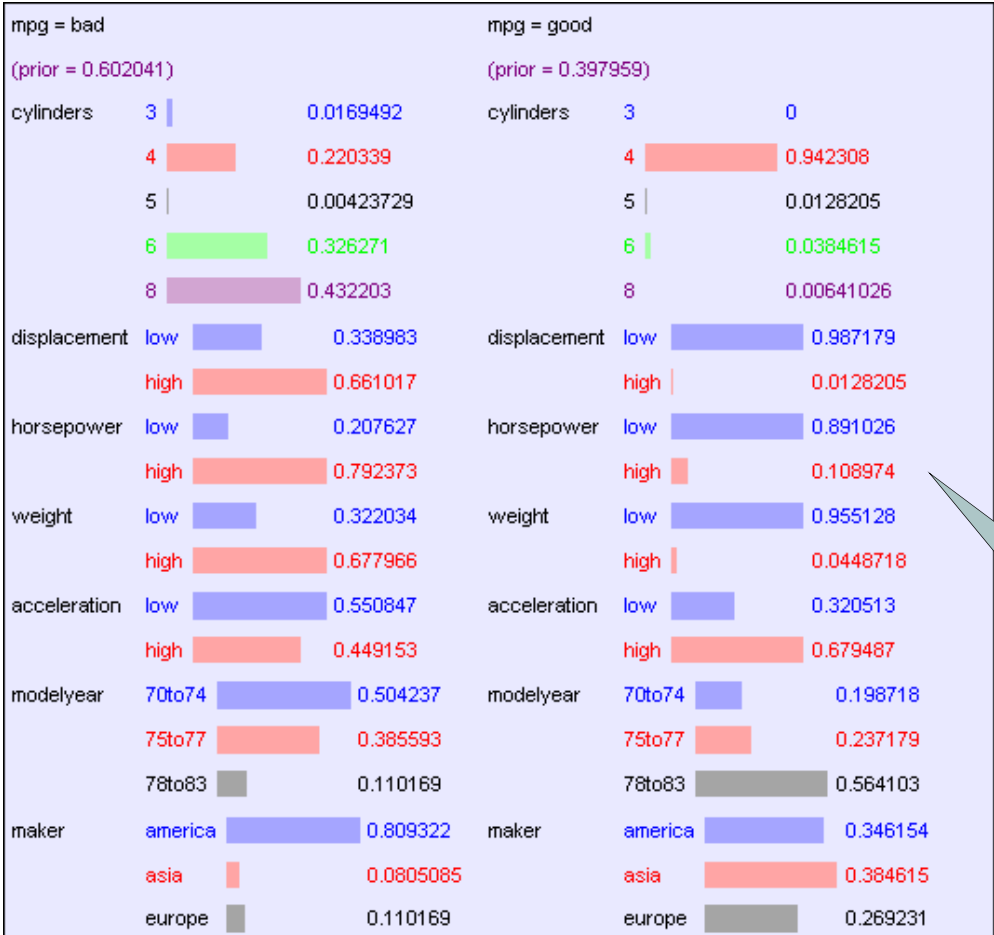 mpg = bad mpg = good
(prior = 0.602041) (prior = 0.397959)
cylinders 3 0.0169492 cylinders 3 0
4 0.220339 4 0.942308
5 0.00423729 5 0.0128205
6 0.326271 6 0.0384615
8 0.432203 8 0.00641026
displacement low 0.338983 displacement low 0.987179
high 0.661017 high 0.0128205
horsepower low 0.207627 horsepower low 0.891026
high 0.792373 high 0.108974
weight low 0.322034 weight low 0.955128
high 0.677966 high 0.0448718
acceleration low 0.550847 acceleration low 0.320513
high 0.449153 high 0.679487
modelyear 70to74 0.504237 modelyear 70to74 0.198718
75to77 0.385593 75to77 0.237179
78to83 0.110169 78to83 0.564103
maker america 0.809322 maker america 0.346154
asia 0.0805085 asia 0.384615
europe 0.110169 europe 0.269231